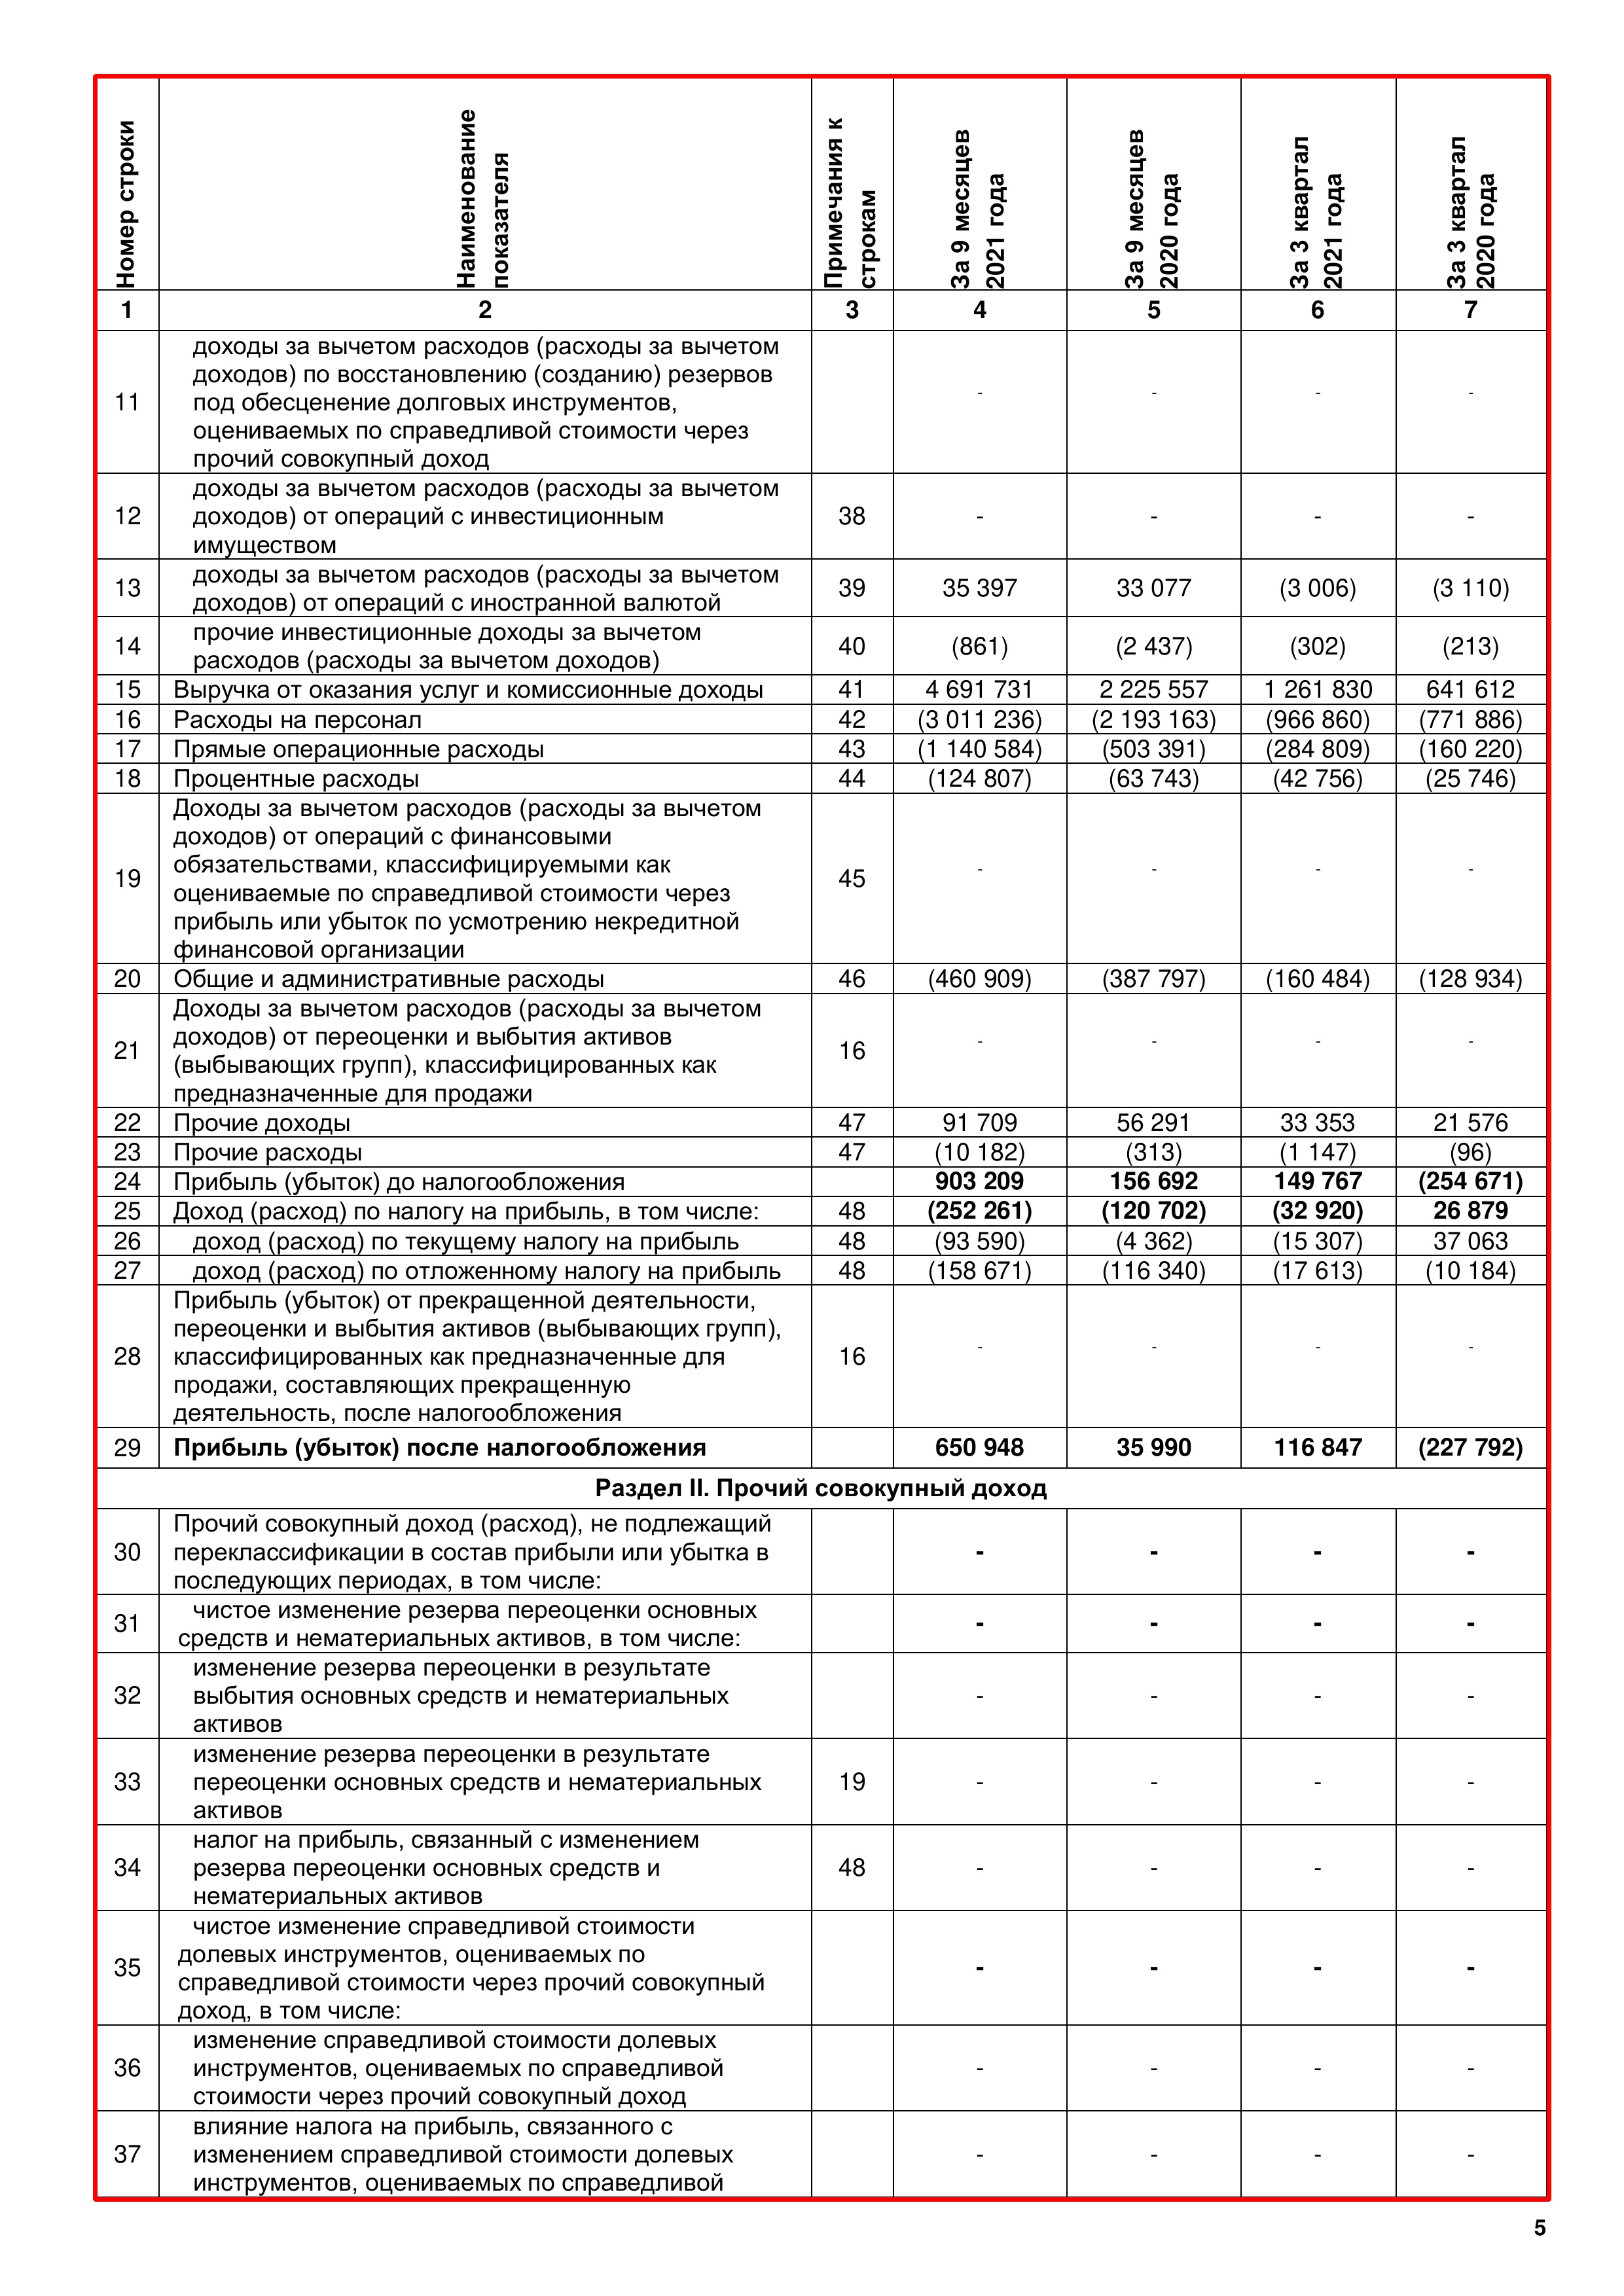 Номер строки
Наименование
показателя
Примечания к
строкам
За 9 месяцев
2021 года
За 9 месяцев
2020 года
За 3 квартал
2021 года
За 3 квартал
2020 года
1 2 3 4 5 6 7
доходы за вычетом расходов (расходы за вычетом
доходов) по восстановлению (созданию) резервов
11 под обесценение долговых инструментов, - - - -
оцениваемых по справедливой стоимости через
прочий совокупный доход
доходы за вычетом расходов (расходы за вычетом
12 доходов) от операций с инвестиционным 38 - - - -
имуществом
доходы за вычетом расходов (расходы за вычетом
13 доходов) от операций с иностранной валютой 39 35 397 33 077 (3 006) (3 110)
прочие инвестиционные доходы за вычетом
14 расходов (расходы за вычетом доходов) 40 (861) (2 437) (302) (213)
15 Выручка от оказания услуг и комиссионные доходы 41 4 691 731 2 225 557 1 261 830 641 612
16 Расходы на персонал 42 (3 011 236) (2 193 163) (966 860) (771 886)
17 Прямые операционные расходы 43 (1 140 584) (503 391) (284 809) (160 220)
18 Процентные расходы 44 (124 807) (63 743) (42 756) (25 746)
Доходы за вычетом расходов (расходы за вычетом
доходов) от операций с финансовыми
обязательствами, классифицируемыми как
19 оцениваемые по справедливой стоимости через 45 - - - -
прибыль или убыток по усмотрению некредитной
финансовой организации
20 Общие и административные расходы 46 (460 909) (387 797) (160 484) (128 934)
Доходы за вычетом расходов (расходы за вычетом
доходов) от переоценки и выбытия активов
21 (выбывающих групп), классифицированных как 16 - - - -
предназначенные для продажи
22 Прочие доходы 47 91 709 56 291 33 353 21 576
23 Прочие расходы 47 (10 182) (313) (1 147) (96)
24 Прибыль (убыток) до налогообложения 903 209 156 692 149 767 (254 671)
25 Доход (расход) по налогу на прибыль, в том числе: 48 (252 261) (120 702) (32 920) 26 879
26 доход (расход) по текущему налогу на прибыль 48 (93 590) (4 362) (15 307) 37 063
27 доход (расход) по отложенному налогу на прибыль 48 (158 671) (116 340) (17 613) (10 184)
Прибыль (убыток) от прекращенной деятельности,
переоценки и выбытия активов (выбывающих групп),
28 классифицированных как предназначенные для 16 - - - -
продажи, составляющих прекращенную
деятельность, после налогообложения
29 Прибыль (убыток) после налогообложения 650 948 35 990 116 847 (227 792)
Раздел II. Прочий совокупный доход
Прочий совокупный доход (расход), не подлежащий
30 переклассификации в состав прибыли или убытка в - - - -
последующих периодах, в том числе:
чистое изменение резерва переоценки основных
31 средств и нематериальных активов, в том числе: - - - -
изменение резерва переоценки в результате
32 выбытия основных средств и нематериальных - - - -
активов
изменение резерва переоценки в результате
33 переоценки основных средств и нематериальных 19 - - - -
активов
налог на прибыль, связанный с изменением
34 резерва переоценки основных средств и 48 - - - -
нематериальных активов
чистое изменение справедливой стоимости
долевых инструментов, оцениваемых по
35 справедливой стоимости через прочий совокупный - - - -
доход, в том числе:
изменение справедливой стоимости долевых
36 инструментов, оцениваемых по справедливой - - - -
стоимости через прочий совокупный доход
влияние налога на прибыль, связанного с
37 изменением справедливой стоимости долевых - - - -
инструментов, оцениваемых по справедливой
5